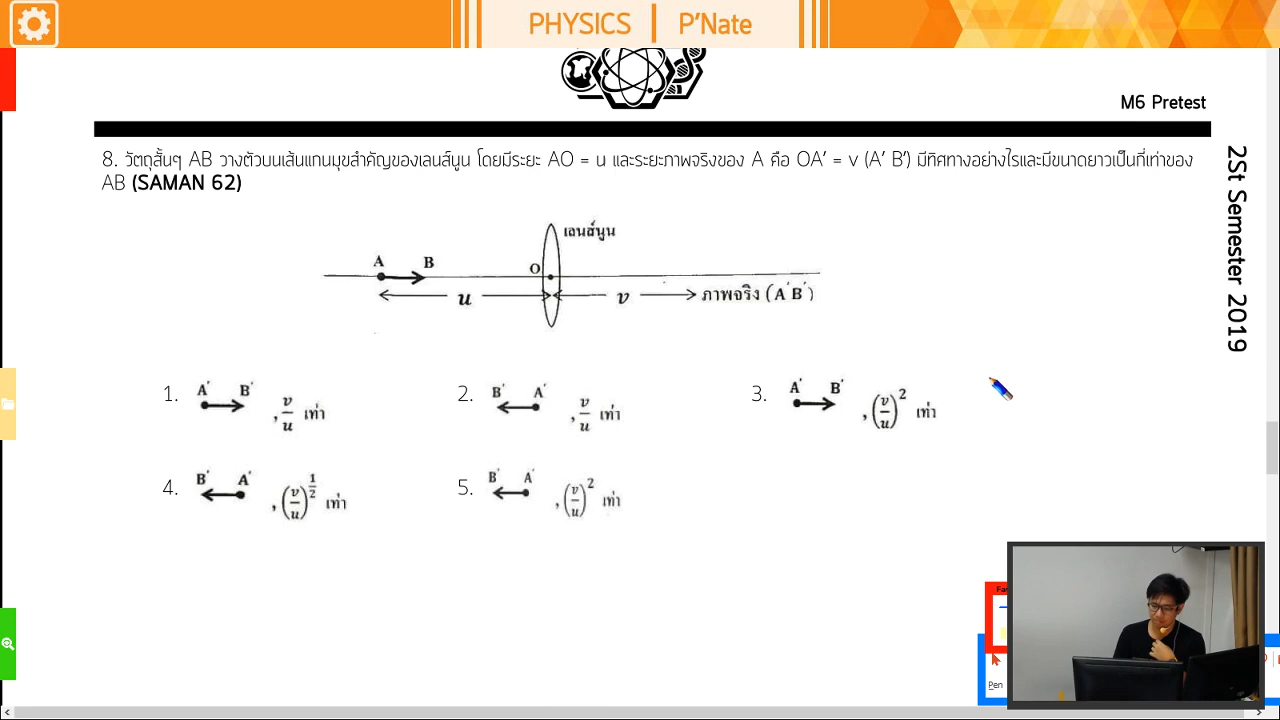 PHYSICS | P'Nate
M6 Pretest
2St Semester 2019
8. วัตถุสั้นๆ AB วางตัวบนเส้นแกนมุขสำคัญของเลนส์นูน โดยมีระยะ AO = u และระยะภาพจริงของ A คือ OA' = v (A' B') มีทิศทางอย่างไรและมีขนาดยาวเป็นกี่เท่าของ
AB (SAMAN 62)
เลนส์นูน
A B O
u v ภาพจริง (A'B')
1. A' B' , v/u เท่า
2. B' A' , v/u เท่า
3. A' B' , (v/u)^2 เท่า
4. B' A' , (v/u)^1/2 เท่า
5. B' A' , (v/u)^2 เท่า
Pen